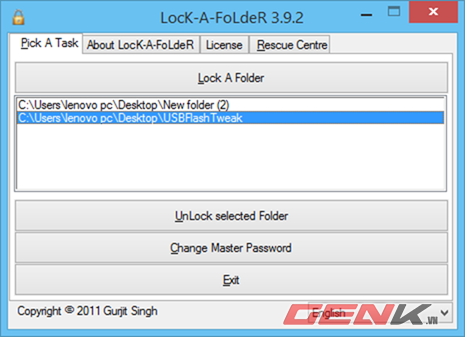 LocK-A-FoLdeR 3.9.2
Pick A Task About LocK-A-FoLdeR License Rescue Centre
Lock A Folder
C:\Users\lenovo pc\Desktop\New folder (2)
C:\Users\lenovo pc\Desktop\USBFlashTweak
UnLock selected Folder
Change Master Password
Exit
Copyright © 2011 Gurjit Singh English
GENK.VN